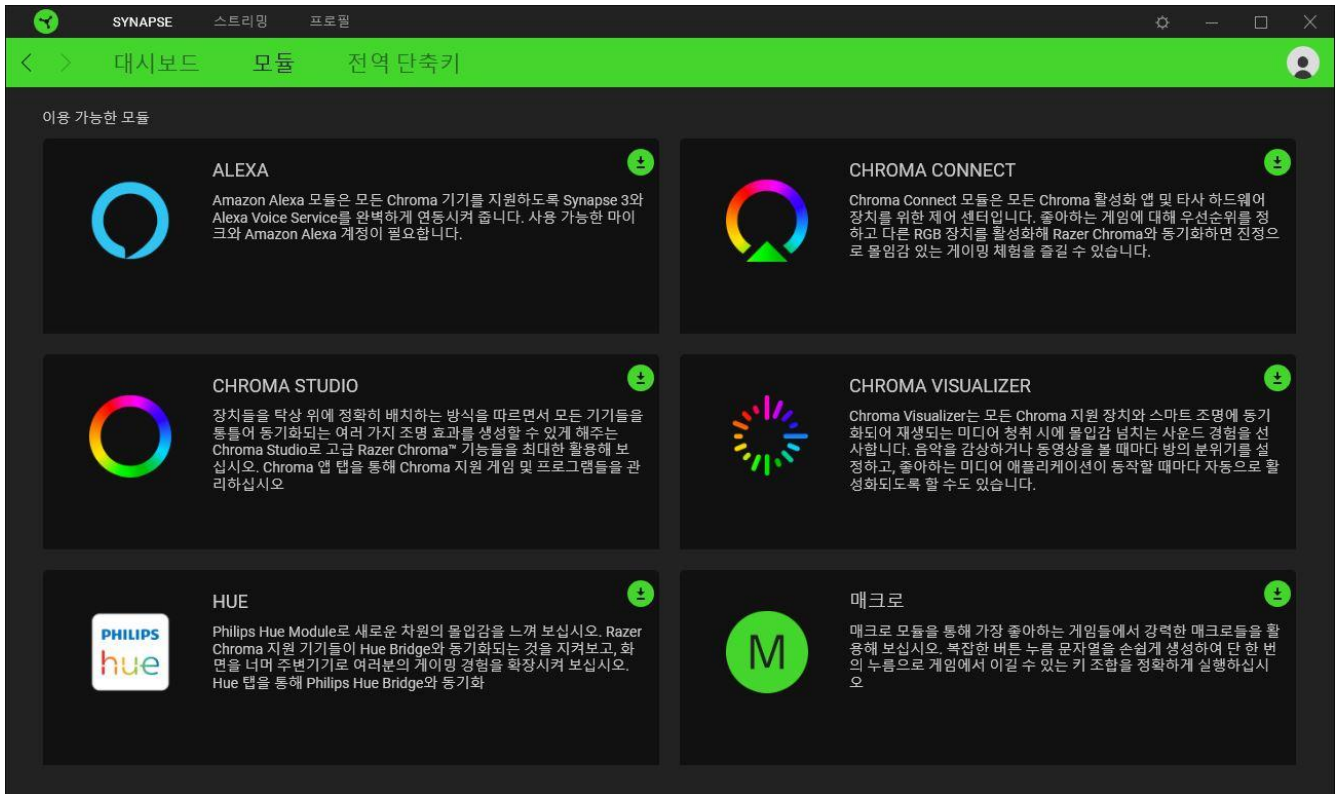 SYNAPSE 스트리밍 프로필
대시보드 모듈 전역 단축키
이용 가능한 모듈
ALEXA
Amazon Alexa 모듈은 모든 Chroma 기기를 지원하도록 Synapse 3와
Alexa Voice Service를 완벽하게 연동시켜 줍니다. 사용 가능한 마이
크와 Amazon Alexa 계정이 필요합니다.
CHROMA CONNECT
Chroma Connect 모듈은 모든 Chroma 활성화 앱 및 타사 하드웨어
장치를 위한 제어 센터입니다. 좋아하는 게임에 대해 우선순위를 정
하고 다른 RGB 장치를 활성화해 Razer Chroma와 동기화하면 진정으
로 몰입감 있는 게이밍 체험을 즐길 수 있습니다.
CHROMA STUDIO
장치들을 탁상 위에 정확히 배치하는 방식을 따르면서 모든 기기들을
통틀어 동기화되는 여러 가지 조명 효과를 생성할 수 있게 해주는
Chroma Studio로 고급 Razer Chroma™ 기능들을 최대한 활용해 보
십시오. Chroma 앱 탭을 통해 Chroma 지원 게임 및 프로그램들을 관
리하십시오
CHROMA VISUALIZER
Chroma Visualizer는 모든 Chroma 지원 장치와 스마트 조명에 동기
화되어 재생되는 미디어 청취 시에 몰입감 넘치는 사운드 경험을 선
사합니다. 음악을 감상하거나 동영상을 볼 때마다 방의 분위기를 설
정하고, 좋아하는 미디어 애플리케이션이 동작할 때마다 자동으로 활
성화되도록 할 수도 있습니다.
PHILIPS
hue
HUE
Philips Hue Module로 새로운 차원의 몰입감을 느껴 보십시오. Razer
Chroma 지원 기기들이 Hue Bridge와 동기화되는 것을 지켜보고, 화
면을 너머 주변기기로 여러분의 게이밍 경험을 확장시켜 보십시오.
Hue 탭을 통해 Philips Hue Bridge와 동기화
M
매크로
매크로 모듈을 통해 가장 좋아하는 게임들에서 강력한 매크로들을 활
용해 보십시오. 복잡한 버튼 누름 문자열을 손쉽게 생성하여 단 한 번
의 누름으로 게임에서 이길 수 있는 키 조합을 정확하게 실행하십시
오